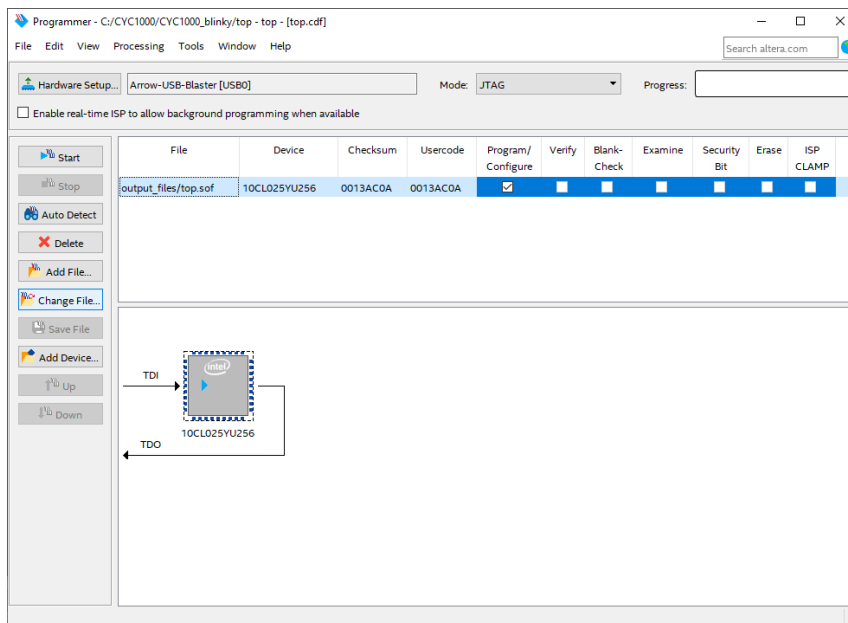 Programmer - C:/CYC1000/CYC1000_blinky/top - top - [top.cdf]
File Edit View Processing Tools Window Help
Search altera.com
Hardware Setup... Arrow-USB-Blaster [USB0] Mode: JTAG Progress:
Enable real-time ISP to allow background programming when available
Start
Stop
Auto Detect
Delete
Add File...
Change File...
Save File
Add Device...
Up
Down
File Device Checksum Usercode Program/ Verify Blank- Examine Security Erase ISP
Configure Check Bit CLAMP
output_files/top.sof 10CL025YU256 0013AC0A 0013AC0A
intel
TDI
10CL025YU256
TDO